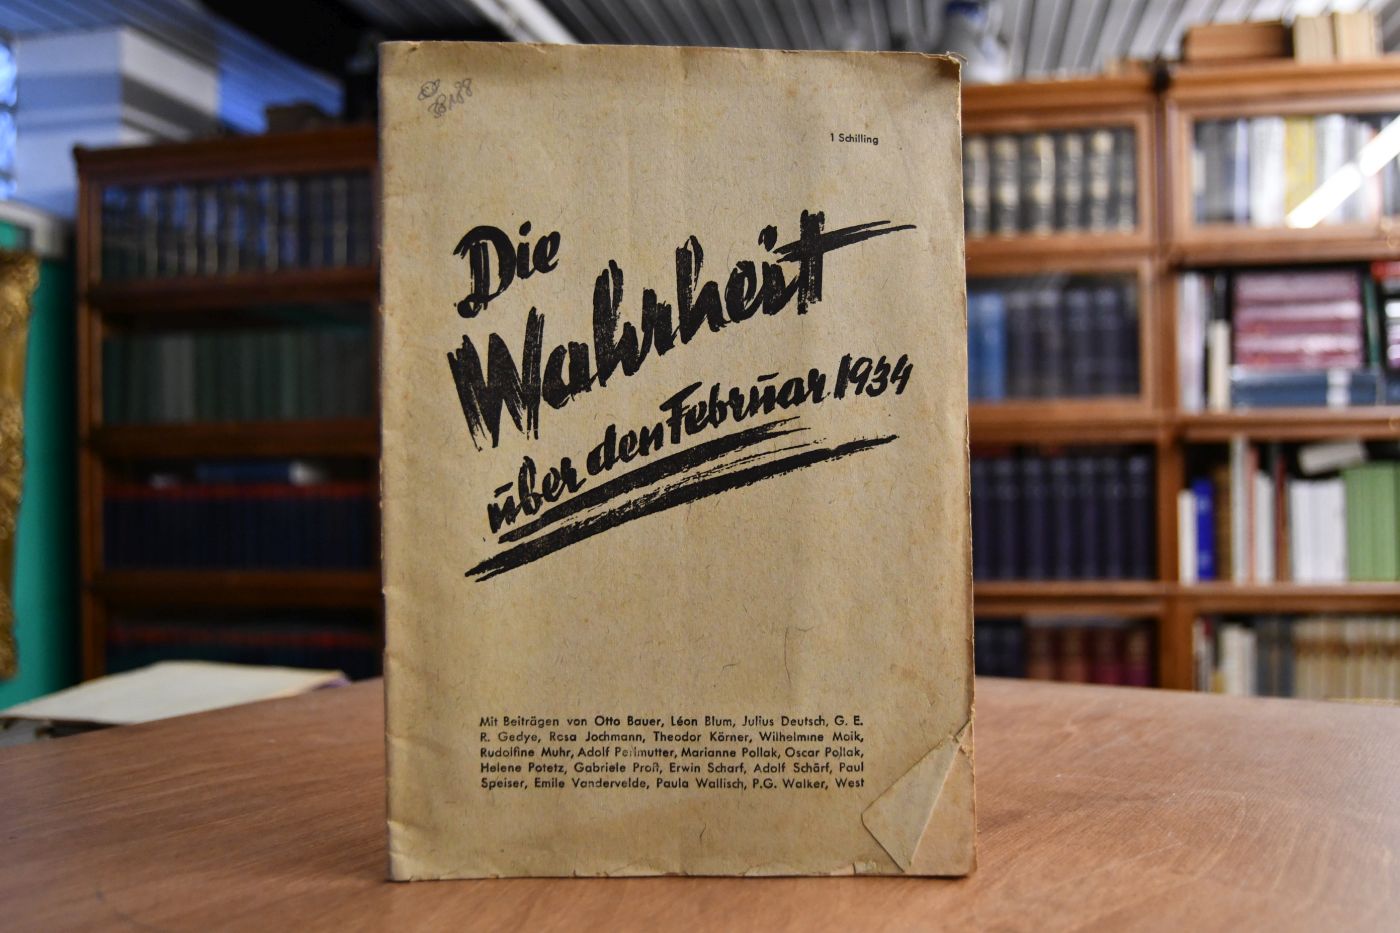 1 Schilling
Die
Wahrheit
über den Februar 1934
Mit Beiträgen von Otto Bauer, Léon Blum, Julius Deutsch, G. E.
R. Gedye, Rosa Jochmann, Theodor Körner, Wilhelmine Moik,
Rudolfine Muhr, Adolf Perlmutter, Marianne Pollak, Oscar Pollak,
Helene Potetz, Gabriele Proft, Erwin Scharf, Adolf Schärf, Paul
Speiser, Emile Vandervelde, Paula Wallisch, P.G. Walker, West